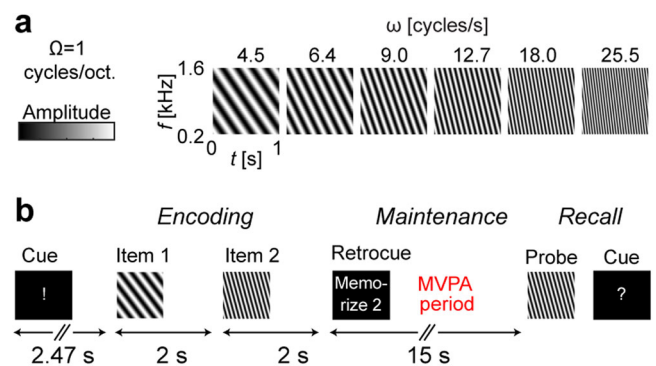 a
Ω=1
cycles/oct.
Amplitude
ω [cycles/s]
4.5 6.4 9.0 12.7 18.0 25.5
1.6
f [kHz]
0.2
0 1
t [s]
b
Encoding Maintenance Recall
Cue Item 1 Item 2 Retrocue Probe Cue
! Memo- ?
rize 2
MVPA
period
2.47 s 2 s 2 s 15 s